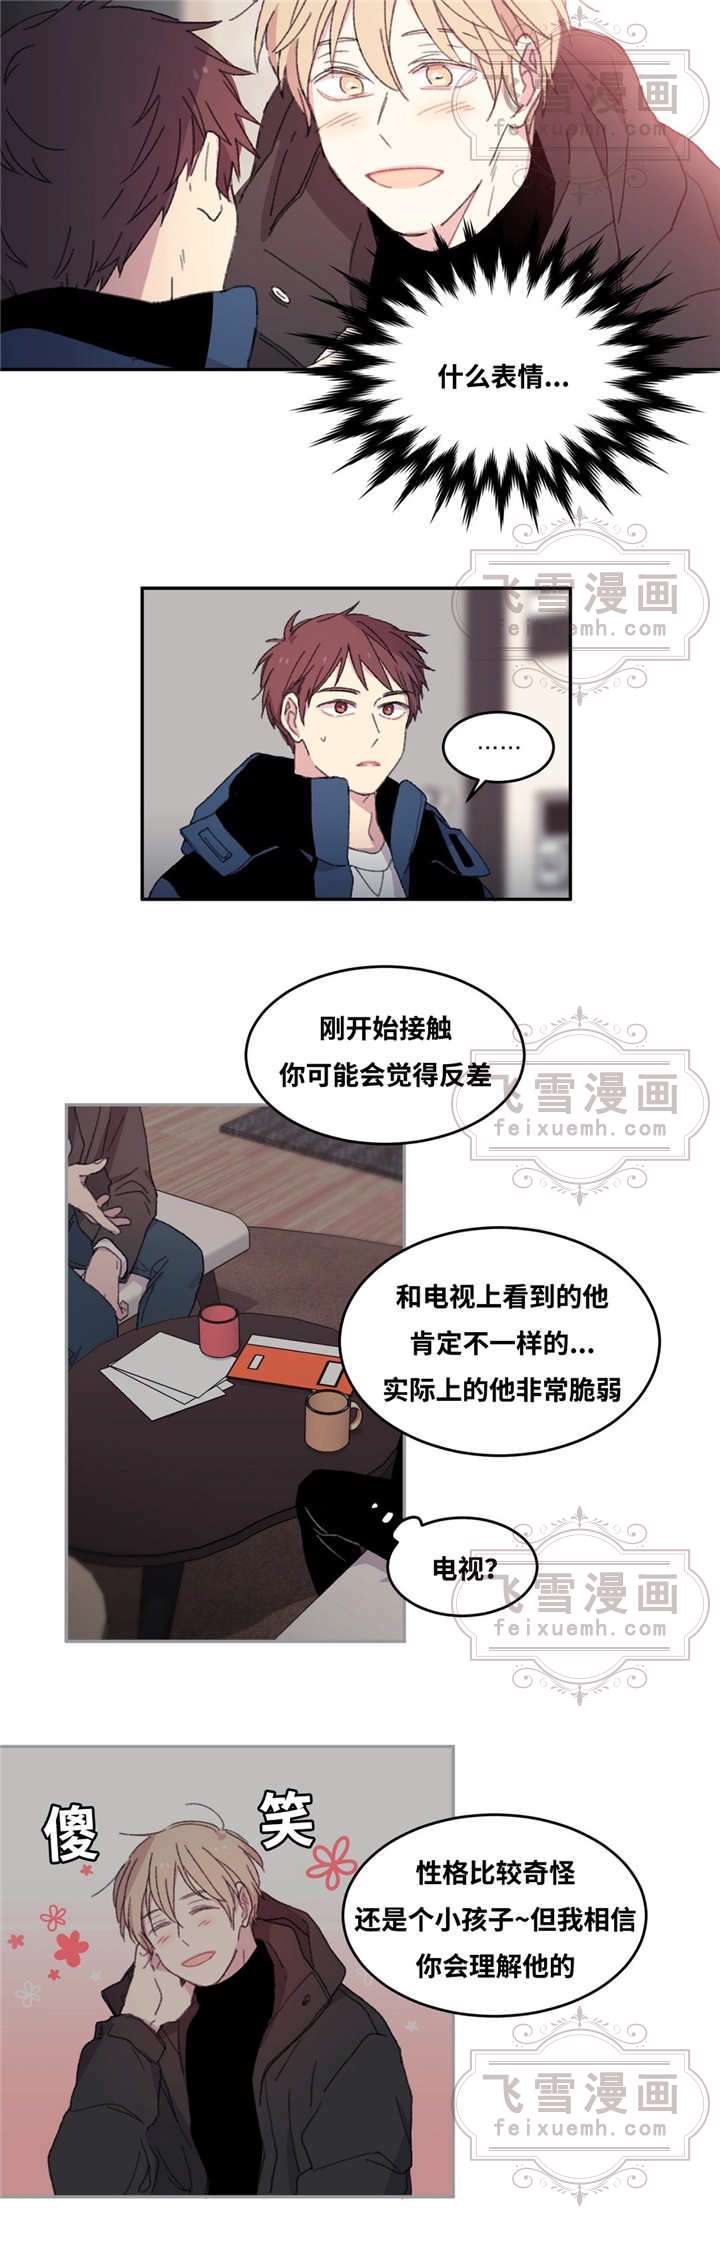 飞雪漫画
feixuemh.com
什么表情...
飞雪漫画
feixuemh.com
……
刚开始接触
你可能会觉得反差
飞雪漫画
feixuemh.com
和电视上看到的他
肯定不一样的...
实际上的他非常脆弱
电视？
飞雪漫画
feixuemh.com
傻
笑
性格比较奇怪
还是个小孩子~但我相信
你会理解他的
飞雪漫画
feixuemh.com